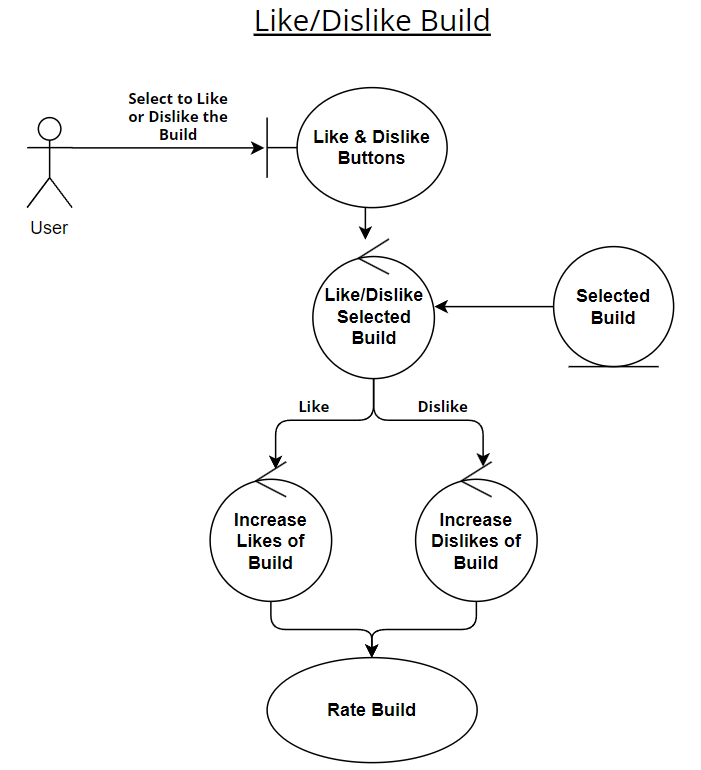 Like/Dislike Build
Select to Like
or Dislike the
Build
User
Like & Dislike
Buttons
Like/Dislike
Selected
Build
Selected
Build
Like
Dislike
Increase
Likes of
Build
Increase
Dislikes of
Build
Rate Build